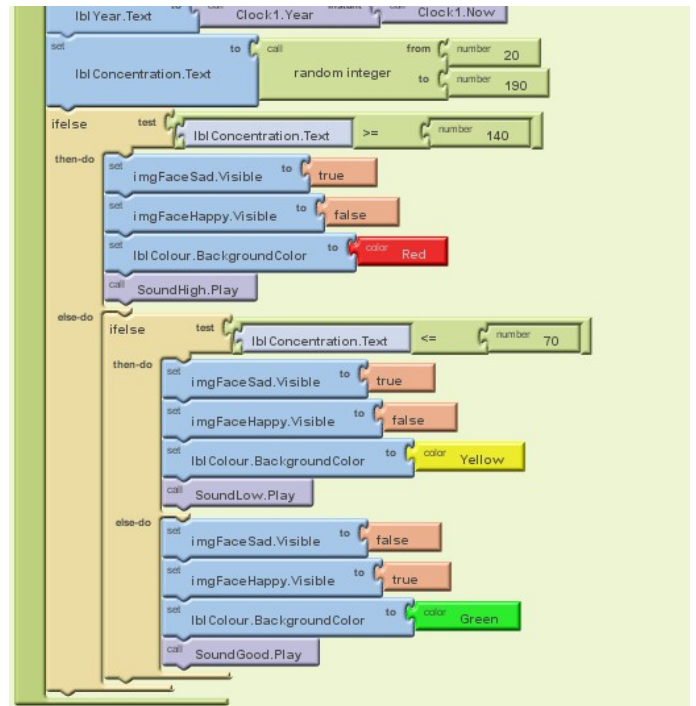 lblYear.Text to call Clock1.Year instant call Clock1.Now
set lblConcentration.Text to call random integer from number 20
to number 190
ifelse test lblConcentration.Text >= number 140
then-do set imgFaceSad.Visible to true
set imgFaceHappy.Visible to false
set lblColour.BackgroundColor to color Red
call SoundHigh.Play
else-do ifelse test lblConcentration.Text <= number 70
then-do set imgFaceSad.Visible to true
set imgFaceHappy.Visible to false
set lblColour.BackgroundColor to color Yellow
call SoundLow.Play
else-do set imgFaceSad.Visible to false
set imgFaceHappy.Visible to true
set lblColour.BackgroundColor to color Green
call SoundGood.Play